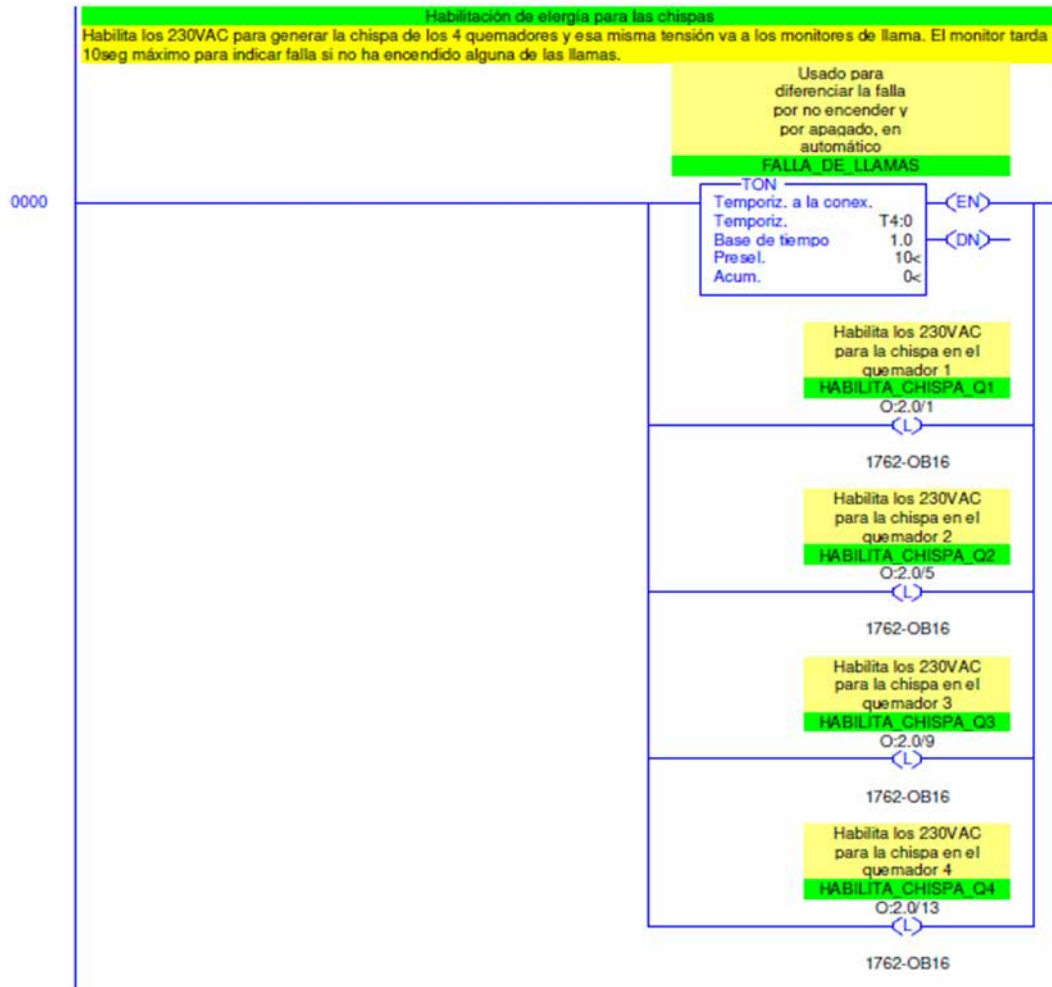 Habilitación de elergía para las chispas
Habilita los 230VAC para generar la chispa de los 4 quemadores y esa misma tensión va a los monitores de llama. El monitor tarda
10seg máximo para indicar falla si no ha encendido alguna de las llamas.
Usado para
diferenciar la falla
por no encender y
por apagado, en
automático
FALLA_DE_LLAMAS
0000
TON
Temporiz. a la conex.
Temporiz. T4:0
Base de tiempo 1.0
Presel. 10<
Acum. 0<
EN
DN
Habilita los 230VAC
para la chispa en el
quemador 1
HABILITA_CHISPA_Q1
O:2.0/1
L
1762-OB16
Habilita los 230VAC
para la chispa en el
quemador 2
HABILITA_CHISPA_Q2
O:2.0/5
L
1762-OB16
Habilita los 230VAC
para la chispa en el
quemador 3
HABILITA_CHISPA_Q3
O:2.0/9
L
1762-OB16
Habilita los 230VAC
para la chispa en el
quemador 4
HABILITA_CHISPA_Q4
O:2.0/13
L
1762-OB16